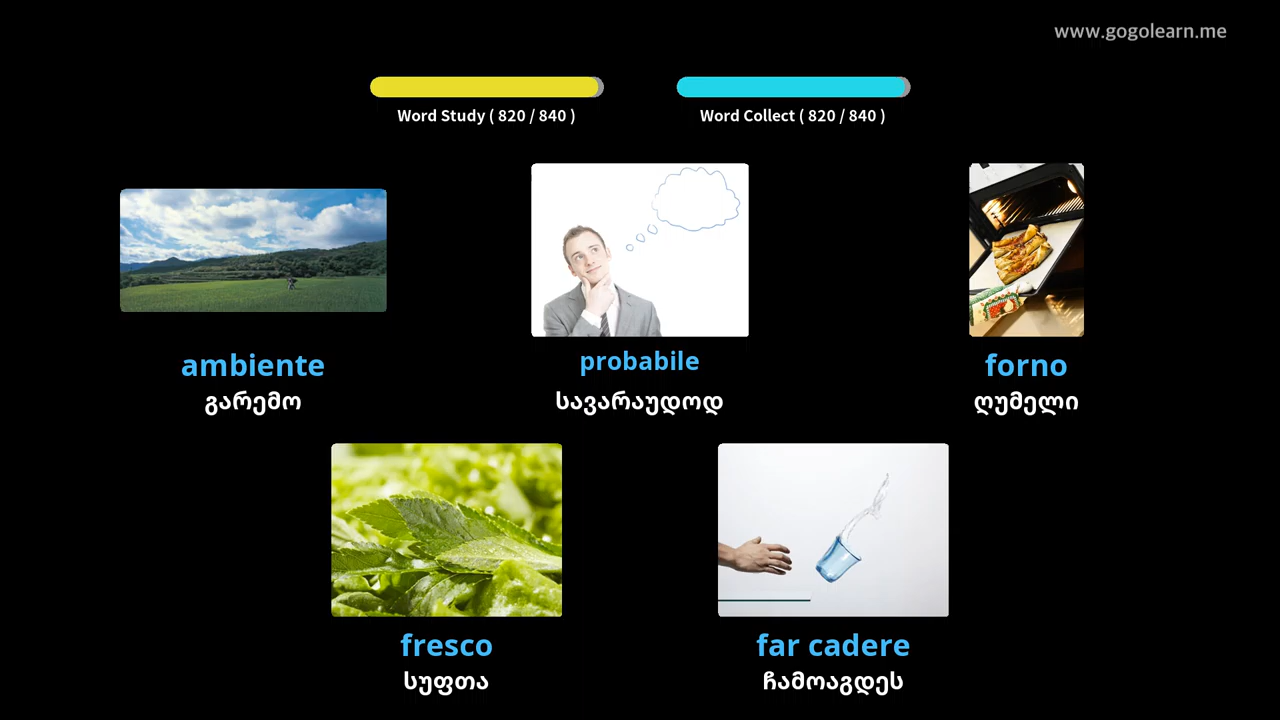 www.gogolearn.me
Word Study ( 820 / 840 )
Word Collect ( 820 / 840 )
ambiente
გარემო
probabile
სავარაუდოდ
forno
ღუმელი
fresco
სუფთა
far cadere
ჩამოაგდეს